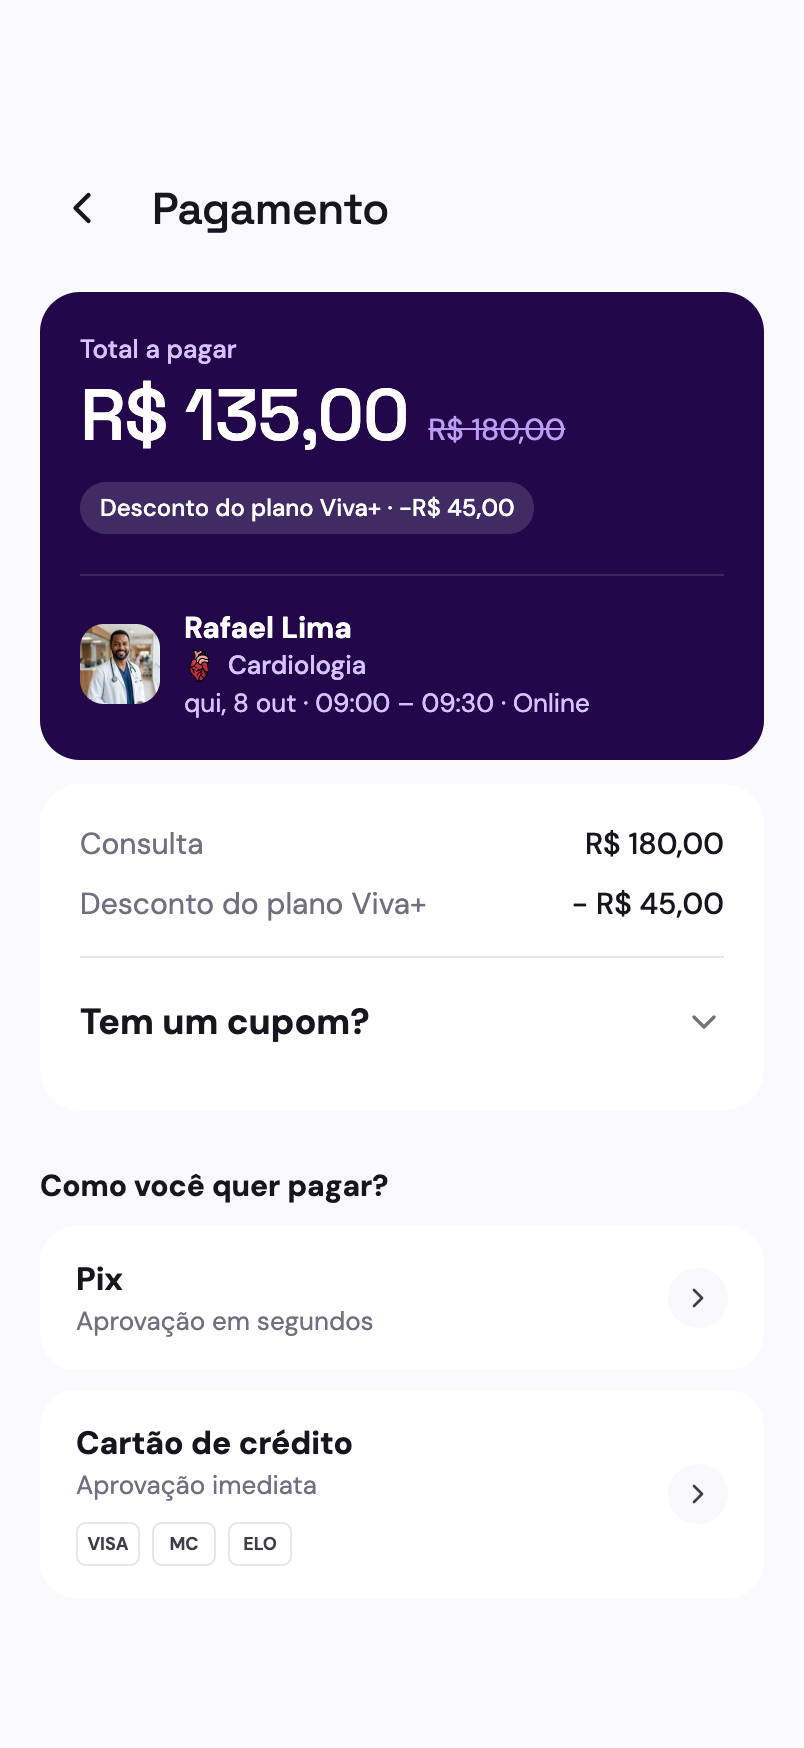 Pagamento
Total a pagar
R$ 135,00 R$ 180,00
Desconto do plano Viva+ · -R$ 45,00
Rafael Lima
Cardiologia
qui, 8 out · 09:00 – 09:30 · Online
Consulta R$ 180,00
Desconto do plano Viva+ - R$ 45,00
Tem um cupom?
Como você quer pagar?
Pix
Aprovação em segundos
Cartão de crédito
Aprovação imediata
VISA MC ELO